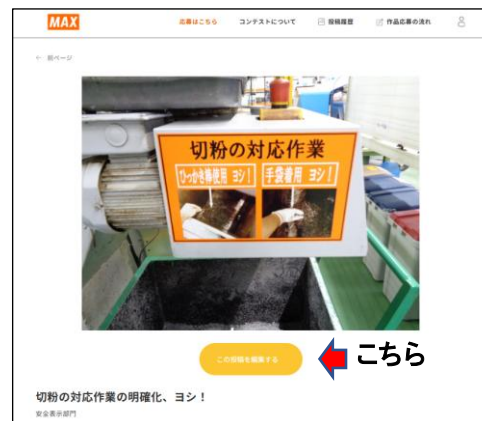 MAX
応募はこちら コンテストについて 投稿履歴 作品応募の流れ
← 前ページ
切粉の対応作業
ひっかき棒使用 ヨシ！ 手袋着用 ヨシ！
この投稿を編集する
こちら
切粉の対応作業の明確化、ヨシ！
安全表示部門